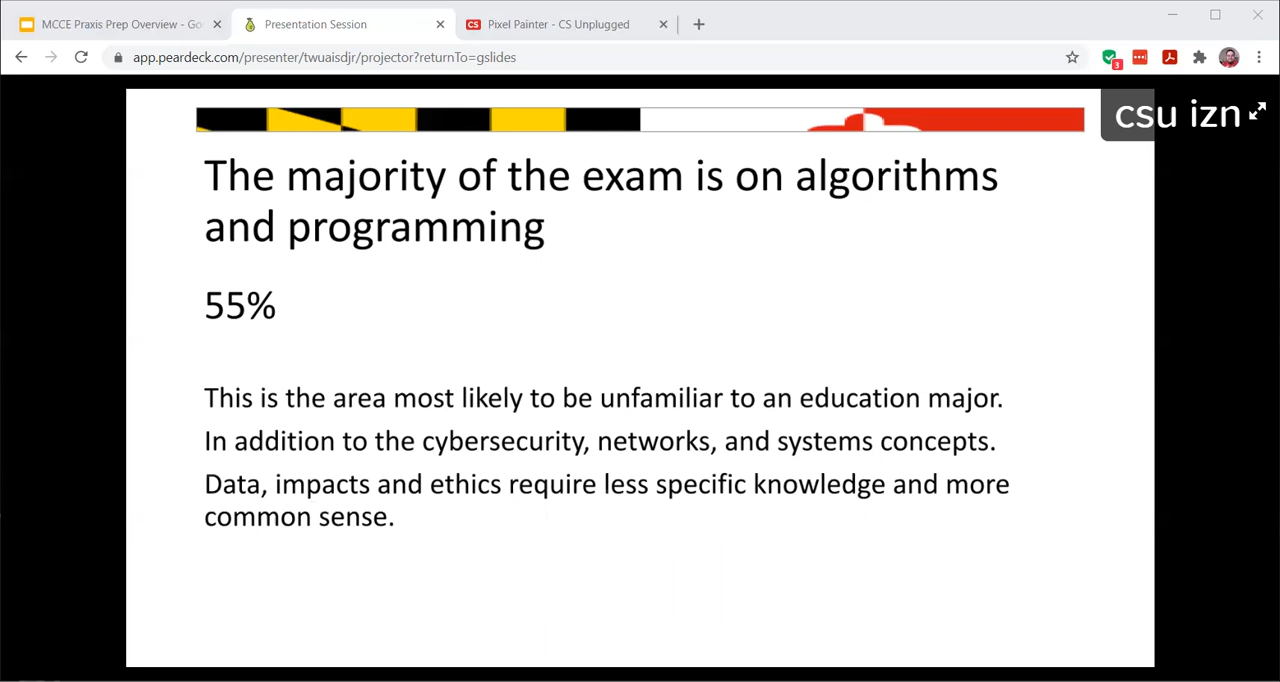 MCCE Praxis Prep Overview - Go
Presentation Session
CS Pixel Painter - CS Unplugged
app.peardeck.com/presenter/twuaisdjr/projector?returnTo=gslides
3
csu izn
The majority of the exam is on algorithms
and programming
55%
This is the area most likely to be unfamiliar to an education major.
In addition to the cybersecurity, networks, and systems concepts.
Data, impacts and ethics require less specific knowledge and more
common sense.